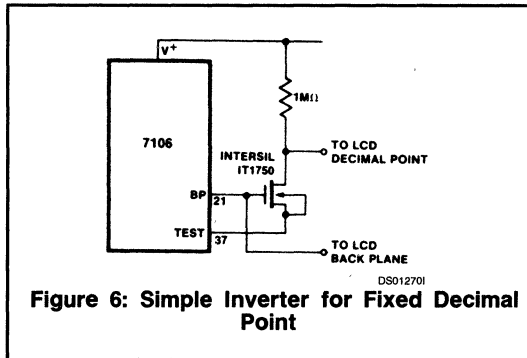 V+
1MΩ
7106
TO LCD
DECIMAL POINT
INTERSIL
IT1750
BP
21
TEST
37
TO LCD
BACK PLANE
DS01270I
Figure 6: Simple Inverter for Fixed Decimal
Point